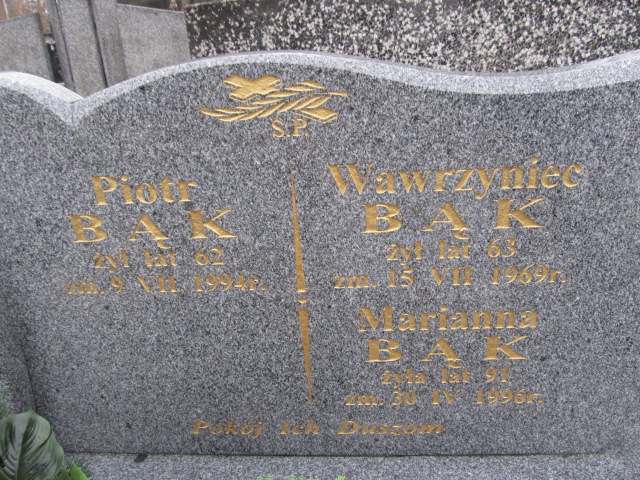 Ś.P.
Piotr
BĄK
żył lat 62
zm. 9 VII 1994r.
Wawrzyniec
BĄK
żył lat 63
zm. 15 VII 1969r.
Marianna
BĄK
żyła lat 91
zm. 30 IV 1996r.
Pokój Ich Duszom